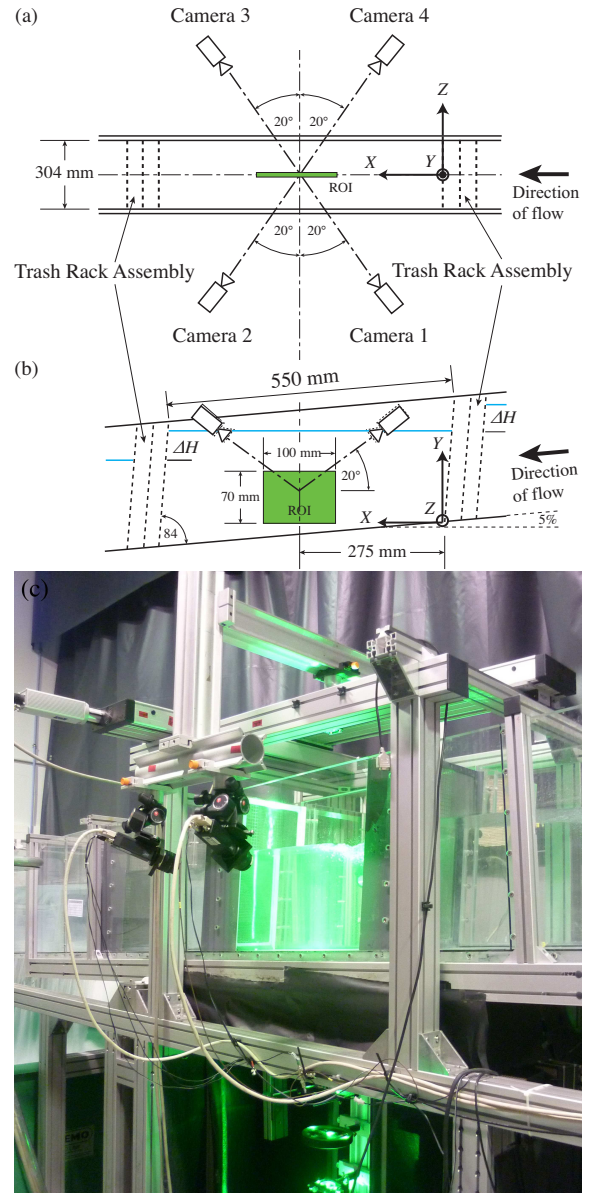 (a)
Camera 3
Camera 4
20°
20°
Z
304 mm
X
Y
ROI
Direction
of flow
20°
20°
Trash Rack Assembly
Trash Rack Assembly
Camera 2
Camera 1
(b)
550 mm
ΔH
ΔH
100 mm
Y
20°
Direction
of flow
70 mm
ROI
X
Z
84
5%
275 mm
(c)